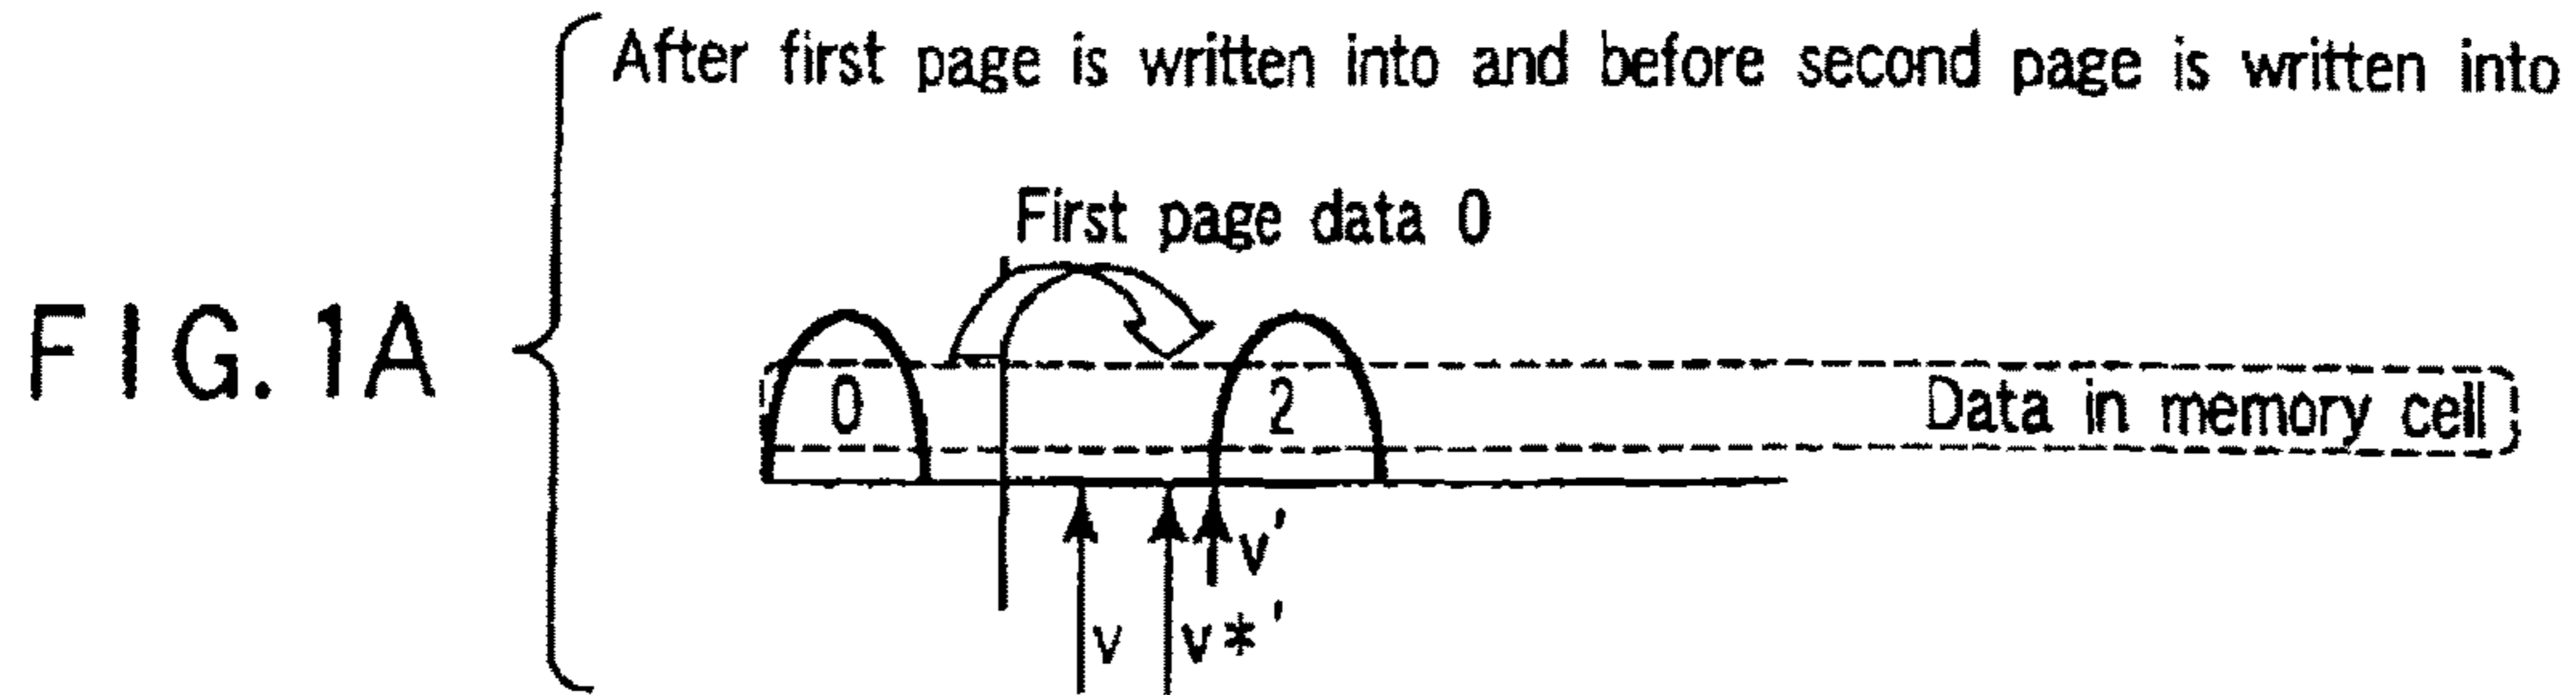 After first page is written into and before second page is written into
First page data 0
FIG. 1A
0 2 Data in memory cell
v'
v v*'